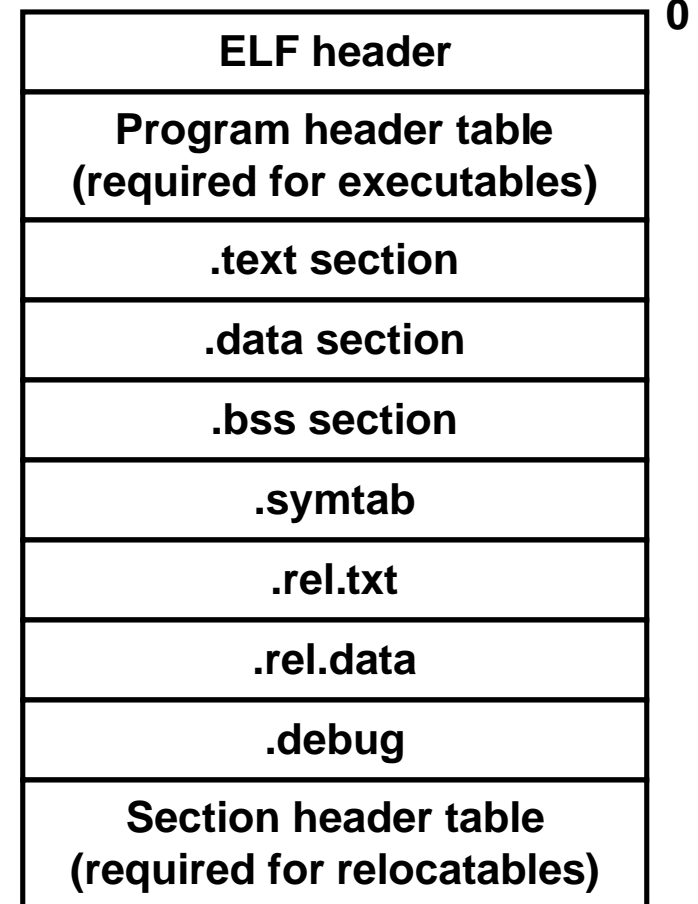 0
ELF header
Program header table
(required for executables)
.text section
.data section
.bss section
.symtab
.rel.txt
.rel.data
.debug
Section header table
(required for relocatables)